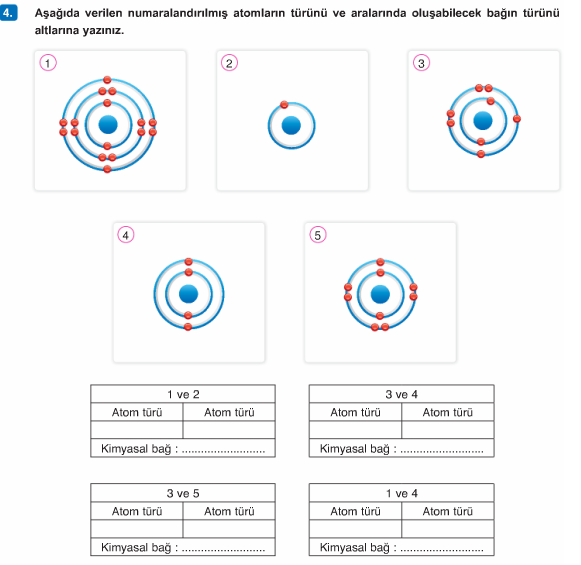 4. Aşağıda verilen numaralandırılmış atomların türünü ve aralarında oluşabilecek bağın türünü
altlarına yazınız.
1
2
3
4
5
1 ve 2
Atom türü Atom türü
Kimyasal bağ : ..........................
3 ve 4
Atom türü Atom türü
Kimyasal bağ : ..........................
3 ve 5
Atom türü Atom türü
Kimyasal bağ : ..........................
1 ve 4
Atom türü Atom türü
Kimyasal bağ : ..........................